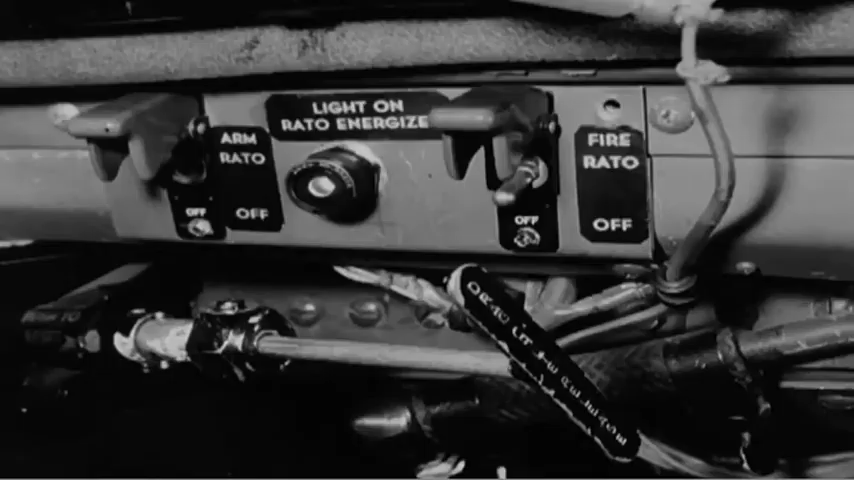 LIGHT ON
RATO ENERGIZE
ARM
RATO
OFF
OFF
FIRE
RATO
OFF
OFF